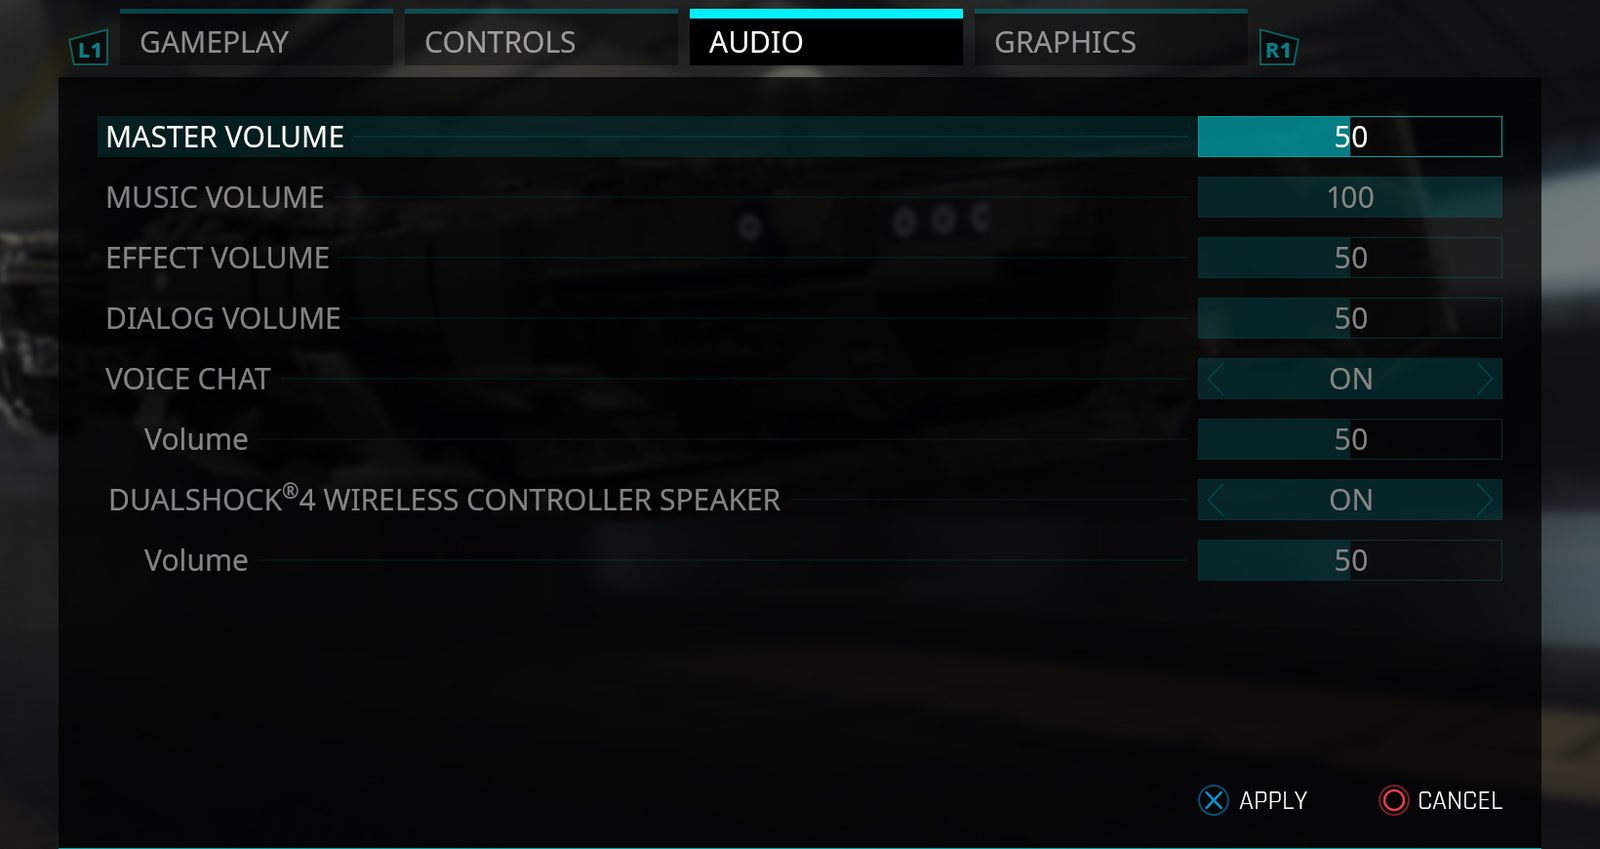 L1 GAMEPLAY CONTROLS AUDIO GRAPHICS R1
MASTER VOLUME 50
MUSIC VOLUME 100
EFFECT VOLUME 50
DIALOG VOLUME 50
VOICE CHAT ON
Volume 50
DUALSHOCK®4 WIRELESS CONTROLLER SPEAKER ON
Volume 50
APPLY CANCEL